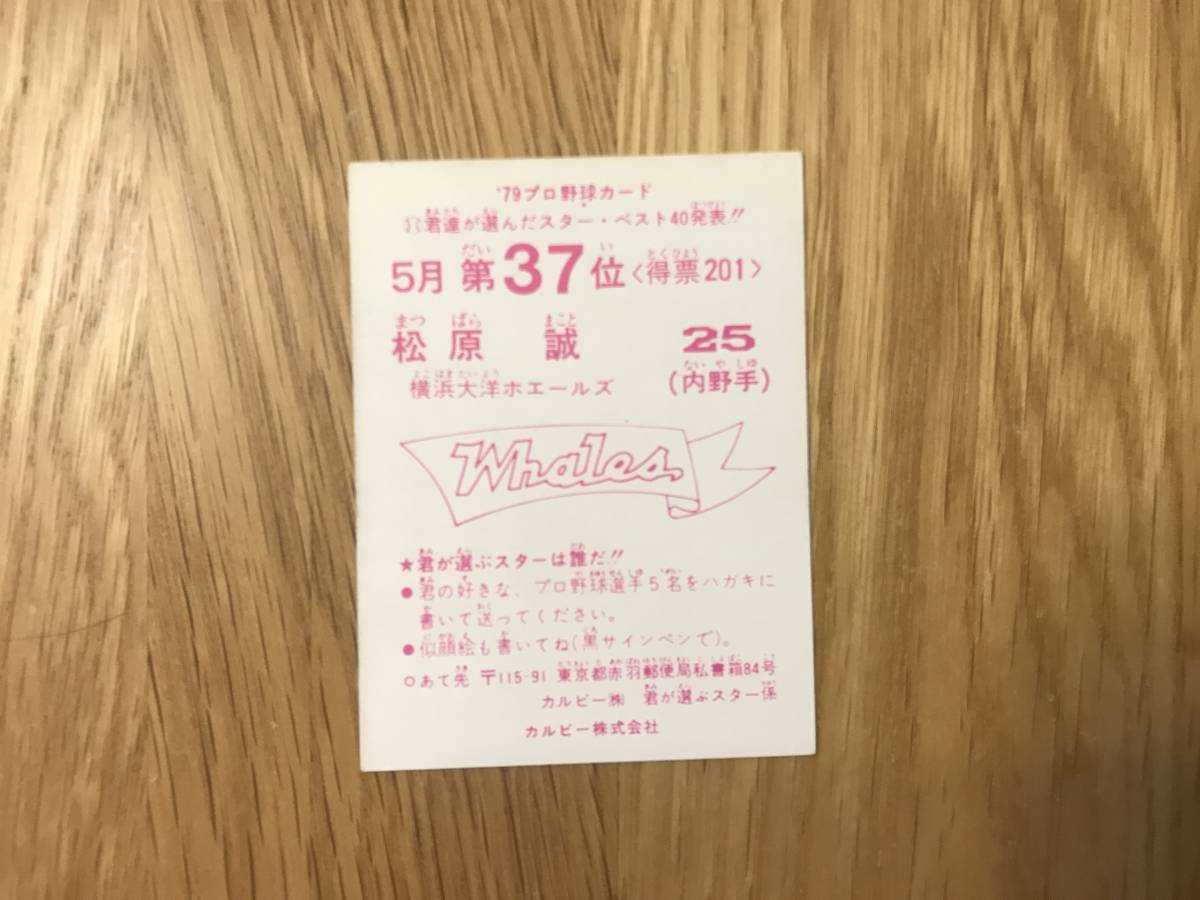 '79プロ野球カード
君達が選んだスター・ベスト40発表!!
5月 第37位〈得票201〉
松原 誠 25
横浜大洋ホエールズ (内野手)
Whales
★君が選ぶスターは誰だ!!
●君の好きな、プロ野球選手5名をハガキに
書いて送ってください。
●似顔絵も書いてね(黒サインペンで)。
○あて先 〒115-91 東京都赤羽郵便局私書箱84号
カルビー㈱ 君が選ぶスター係
カルビー株式会社